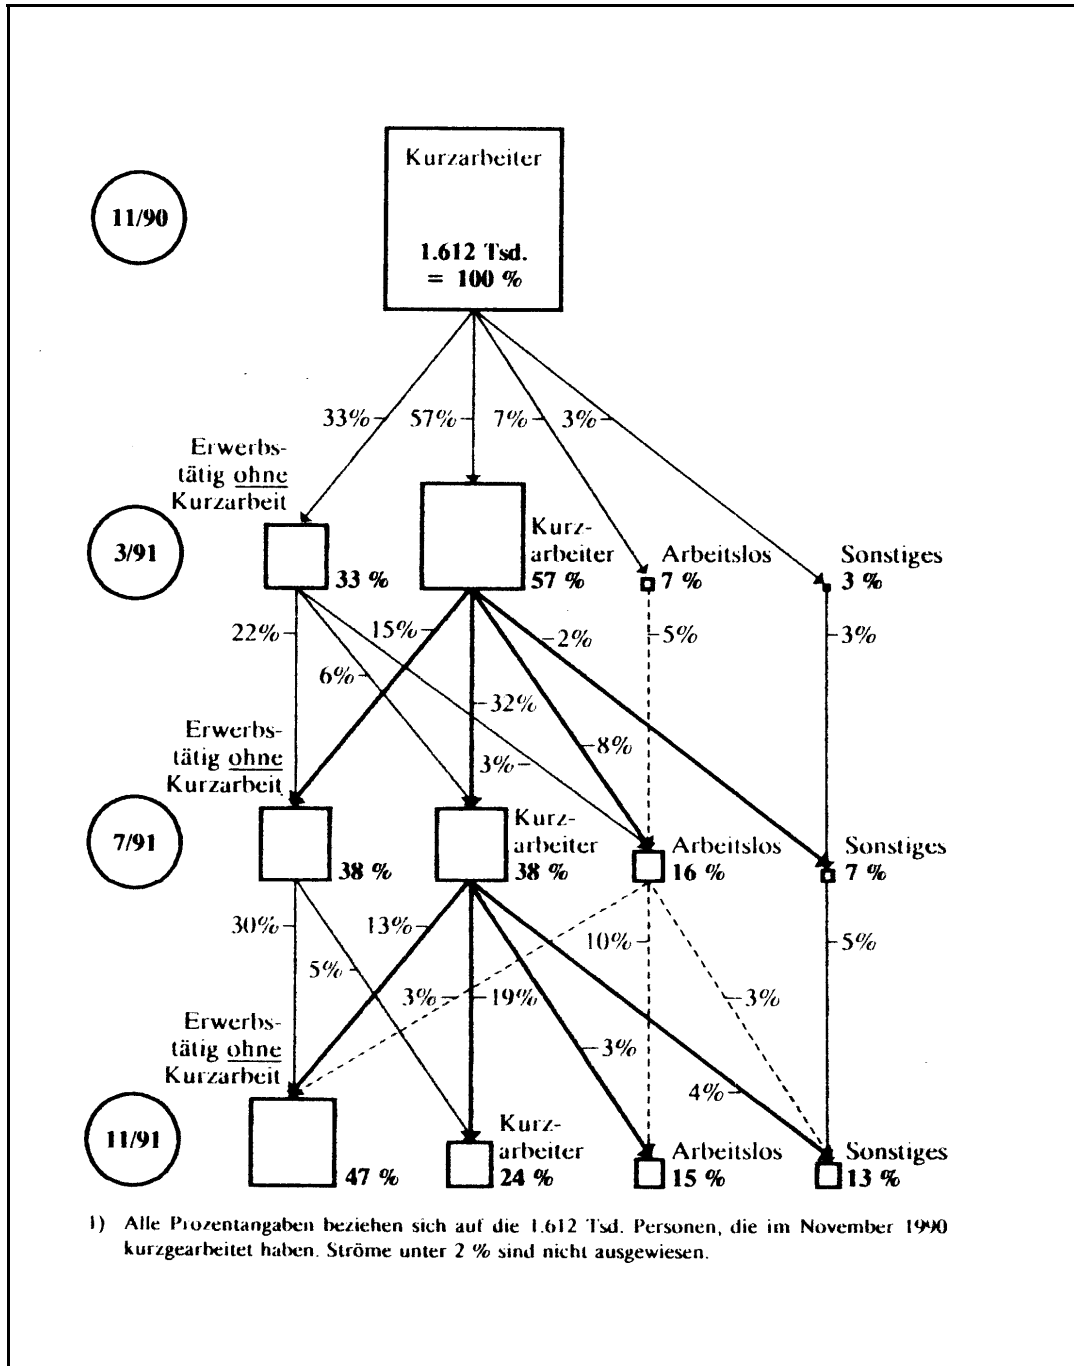 Kurzarbeiter
11/90
1.612 Tsd.
= 100 %
33%
57%
7%
3%
Erwerbs-
tätig ohne
Kurzarbeit
3/91
33 %
Kurz-
arbeiter
57 %
Arbeitslos
7 %
Sonstiges
3 %
22%
15%
2%
5%
3%
6%
32%
8%
3%
Erwerbs-
tätig ohne
Kurzarbeit
7/91
38 %
Kurz-
arbeiter
38 %
Arbeitslos
16 %
Sonstiges
7 %
30%
13%
10%
5%
5%
3%
19%
3%
3%
4%
Erwerbs-
tätig ohne
Kurzarbeit
11/91
47 %
Kurz-
arbeiter
24 %
Arbeitslos
15 %
Sonstiges
13 %
1) Alle Prozentangaben beziehen sich auf die 1.612 Tsd. Personen, die im November 1990
kurzgearbeitet haben. Ströme unter 2 % sind nicht ausgewiesen.